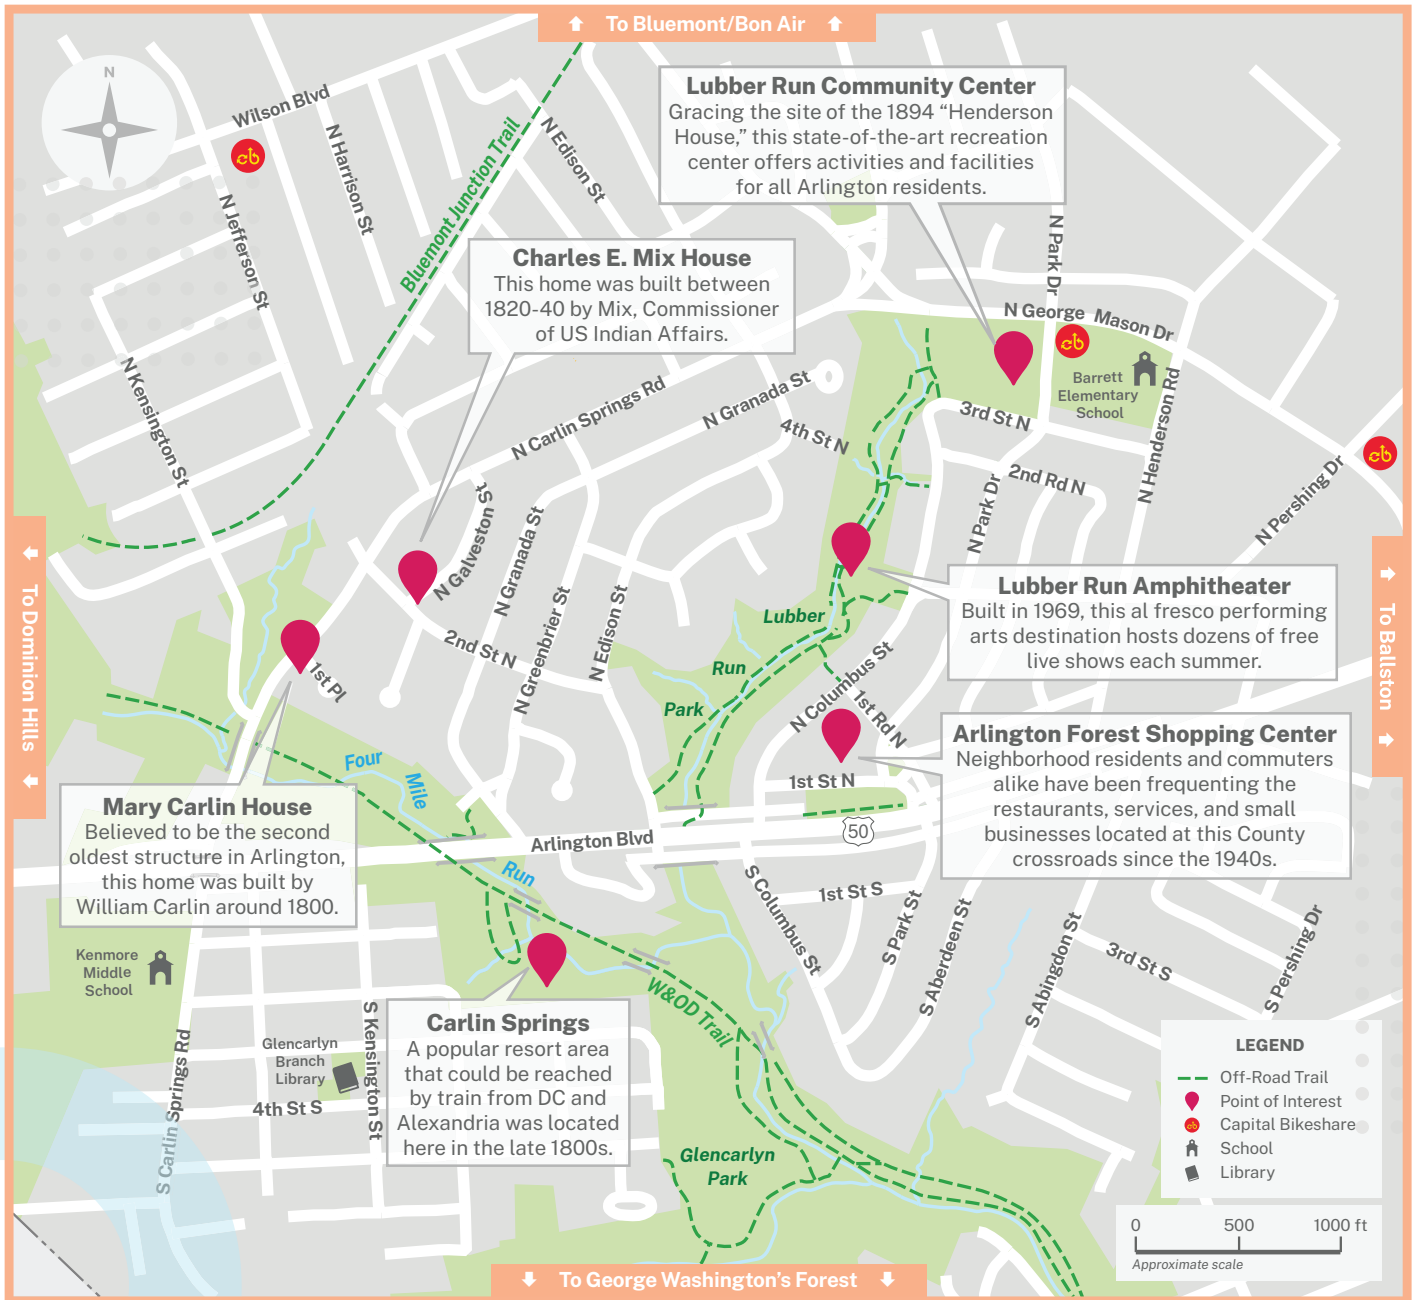 To Bluemont/Bon Air
N
Wilson Blvd
N Harrison St
N Jefferson St
Bluemont Junction Trail
N Edison St
Lubber Run Community Center
Gracing the site of the 1894 “Henderson
House,” this state-of-the-art recreation
center offers activities and facilities
for all Arlington residents.
N Park Dr
Charles E. Mix House
This home was built between
1820-40 by Mix, Commissioner
of US Indian Affairs.
N George Mason Dr
Barrett
Elementary
School
N Kensington St
N Carlin Springs Rd
N Granada St
4th St N
3rd St N
N Henderson Rd
2nd Rd N
N Park Dr
N Pershing Dr
N Galveston St
N Granada St
N Greenbrier St
N Edison St
2nd St N
1st Pl
To Dominion Hills
To Ballston
Lubber Run Amphitheater
Built in 1969, this al fresco performing
arts destination hosts dozens of free
live shows each summer.
Lubber
Run
Park
N Columbus St
1st Rd N
1st St N
Arlington Forest Shopping Center
Neighborhood residents and commuters
alike have been frequenting the
restaurants, services, and small
businesses located at this County
crossroads since the 1940s.
Four
Mile
Run
Mary Carlin House
Believed to be the second
oldest structure in Arlington,
this home was built by
William Carlin around 1800.
Arlington Blvd
50
1st St S
S Columbus St
S Park St
S Aberdeen St
S Abingdon St
3rd St S
S Pershing Dr
Kenmore
Middle
School
W&OD Trail
Carlin Springs
A popular resort area
that could be reached
by train from DC and
Alexandria was located
here in the late 1800s.
Glencarlyn
Branch
Library
S Kensington St
4th St S
S Carlin Springs Rd
Glencarlyn
Park
LEGEND
Off-Road Trail
Point of Interest
Capital Bikeshare
School
Library
0 500 1000 ft
Approximate scale
To George Washington’s Forest